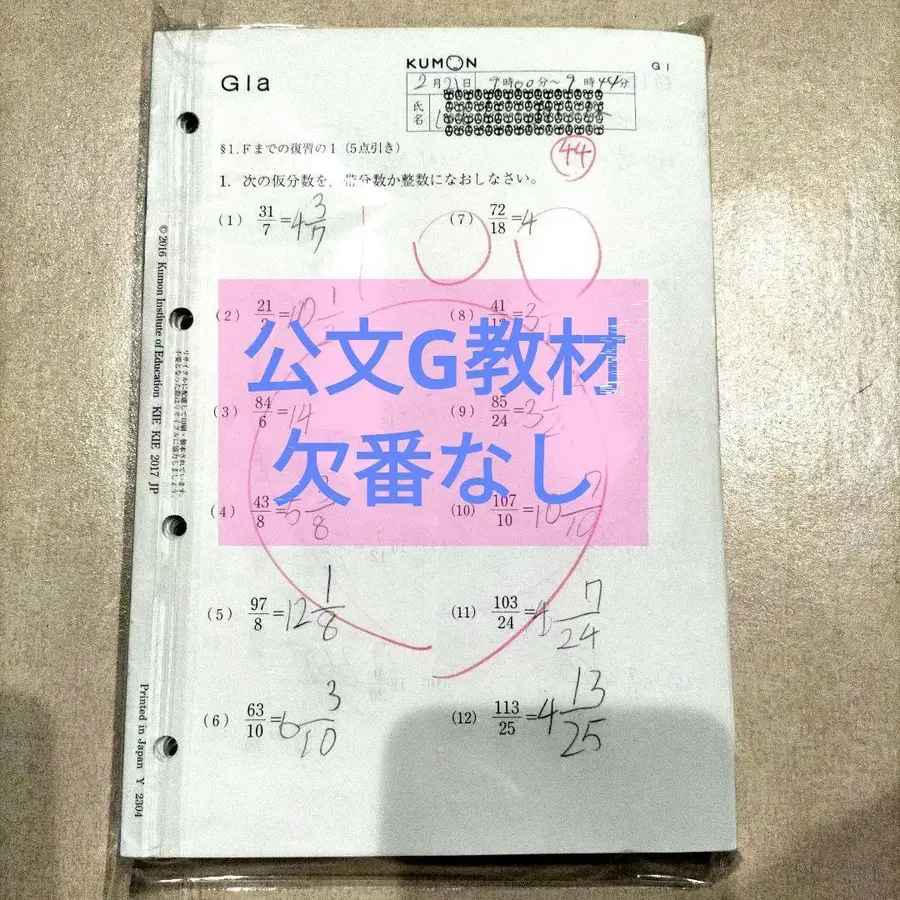 KUMON
G1
G1a
2月21日 9時00分~9時44分
氏名
§1.Fまでの復習の1 (5点引き)
44
1. 次の仮分数を,帯分数か整数になおしなさい。
100
(1) 31/7=4 3/7
(7) 72/18=4
(2) 21/
(8) 41/
公文G教材
(3) 84/6=14
(9) 85/24=3
欠番なし
(4) 43/8=5 /8
(10) 107/10=10 7/10
(5) 97/8=12 1/8
(11) 103/24=4 7/24
(6) 63/10=6 3/10
(12) 113/25=4 13/25
© 2016 Kumon Institute of Education KIE KIE 2017 JP
Printed in Japan Y 2304